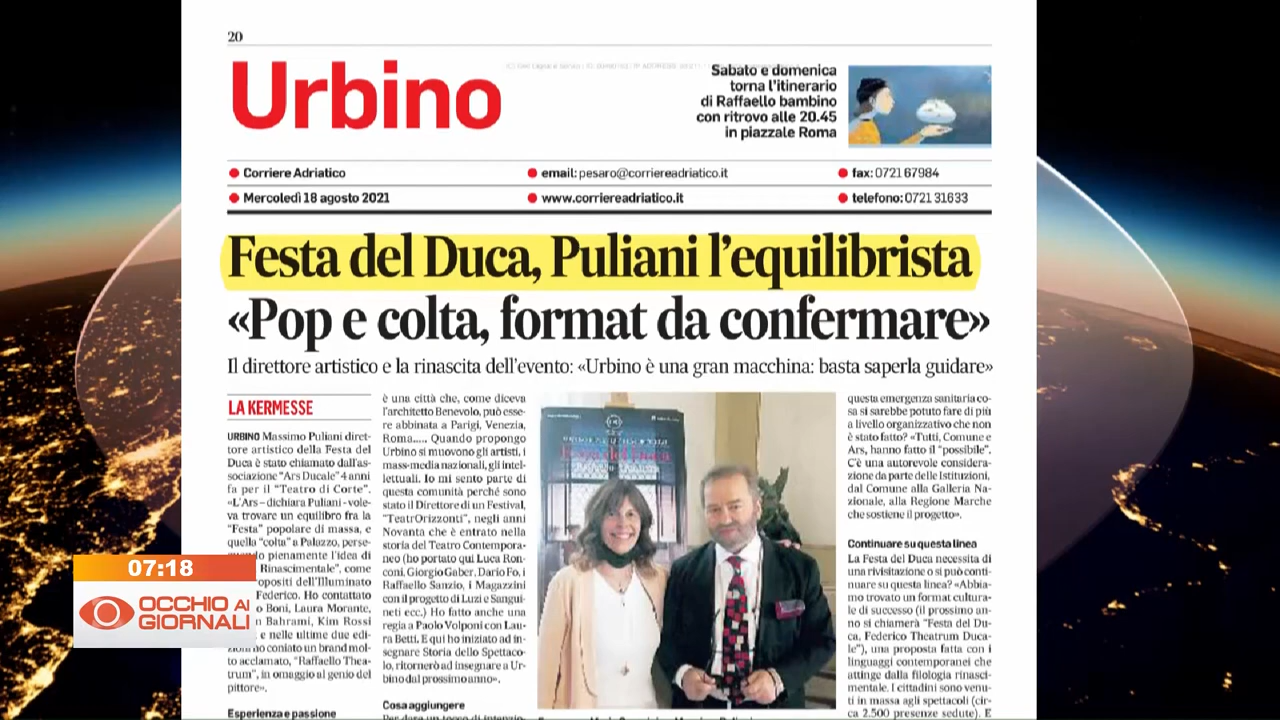 20
Urbino
Sabato e domenica
torna l'itinerario
di Raffaello bambino
con ritrovo alle 20.45
in piazzale Roma
Corriere Adriatico
email: pesaro@corriereadriatico.it
fax: 0721 67984
Mercoledì 18 agosto 2021
www.corriereadriatico.it
telefono: 0721 31633
Festa del Duca, Puliani l'equilibrista
«Pop e colta, format da confermare»
Il direttore artistico e la rinascita dell'evento: «Urbino è una gran macchina: basta saperla guidare»
LA KERMESSE
URBINO Massimo Puliani diret-
tore artistico della Festa del
Duca è stato chiamato dall'as-
sociazione "Ars Ducale" 4 anni
fa per il "Teatro di Corte".
«L'Ars – dichiara Puliani - vole-
va trovare un equilibro fra la
"Festa" popolare di massa, e
quella "colta" a Palazzo, perse-
do pienamente l'idea di
Rinascimentale", come
opositi dell'Illuminato
Federico. Ho contattato
o Boni, Laura Morante,
n Bahrami, Kim Rossi
e nelle ultime due edi-
zioni ho coniato un brand mol-
to acclamato, "Raffaello Thea-
trum", in omaggio al genio del
pittore».
Esperienza e passione
è una città che, come diceva
l'architetto Benevolo, può esse-
re abbinata a Parigi, Venezia,
Roma..... Quando propongo
Urbino si muovono gli artisti, i
mass-media nazionali, gli intel-
lettuali. Io mi sento parte di
questa comunità perché sono
stato il Direttore di un Festival,
"TeatrOrizzonti", negli anni
Novanta che è entrato nella
storia del Teatro Contempora-
neo (ho portato qui Luca Ron-
coni, Giorgio Gaber, Dario Fo, i
Raffaello Sanzio, i Magazzini
con il progetto di Luzi e Sangui-
neti ecc.) Ho fatto anche una
regia a Paolo Volponi con Lau-
ra Betti. E qui ho iniziato ad in-
segnare Storia dello Spettaco-
lo, ritornerò ad insegnare a Ur-
bino dal prossimo anno».
Cosa aggiungere
Festa del Duca
questa emergenza sanitaria co-
sa si sarebbe potuto fare di più
a livello organizzativo che non
è stato fatto? «Tutti, Comune e
Ars, hanno fatto il "possibile".
C'è una autorevole considera-
zione da parte delle Istituzioni,
dal Comune alla Galleria Na-
zionale, alla Regione Marche
che sostiene il progetto».
Continuare su questa linea
La Festa del Duca necessita di
una rivisitazione o si può conti-
nuare su questa linea? «Abbia-
mo trovato un format cultura-
le di successo (il prossimo an-
no si chiamerà "Festa del Du-
ca, Federico Theatrum Duca-
le"), una proposta fatta con i
linguaggi contemporanei che
attinge dalla filologia rinasci-
mentale. I cittadini sono venu-
ti in massa agli spettacoli (cir-
ca 2.500 presenze sedute). E
07:18
OCCHIO AI
GIORNALI